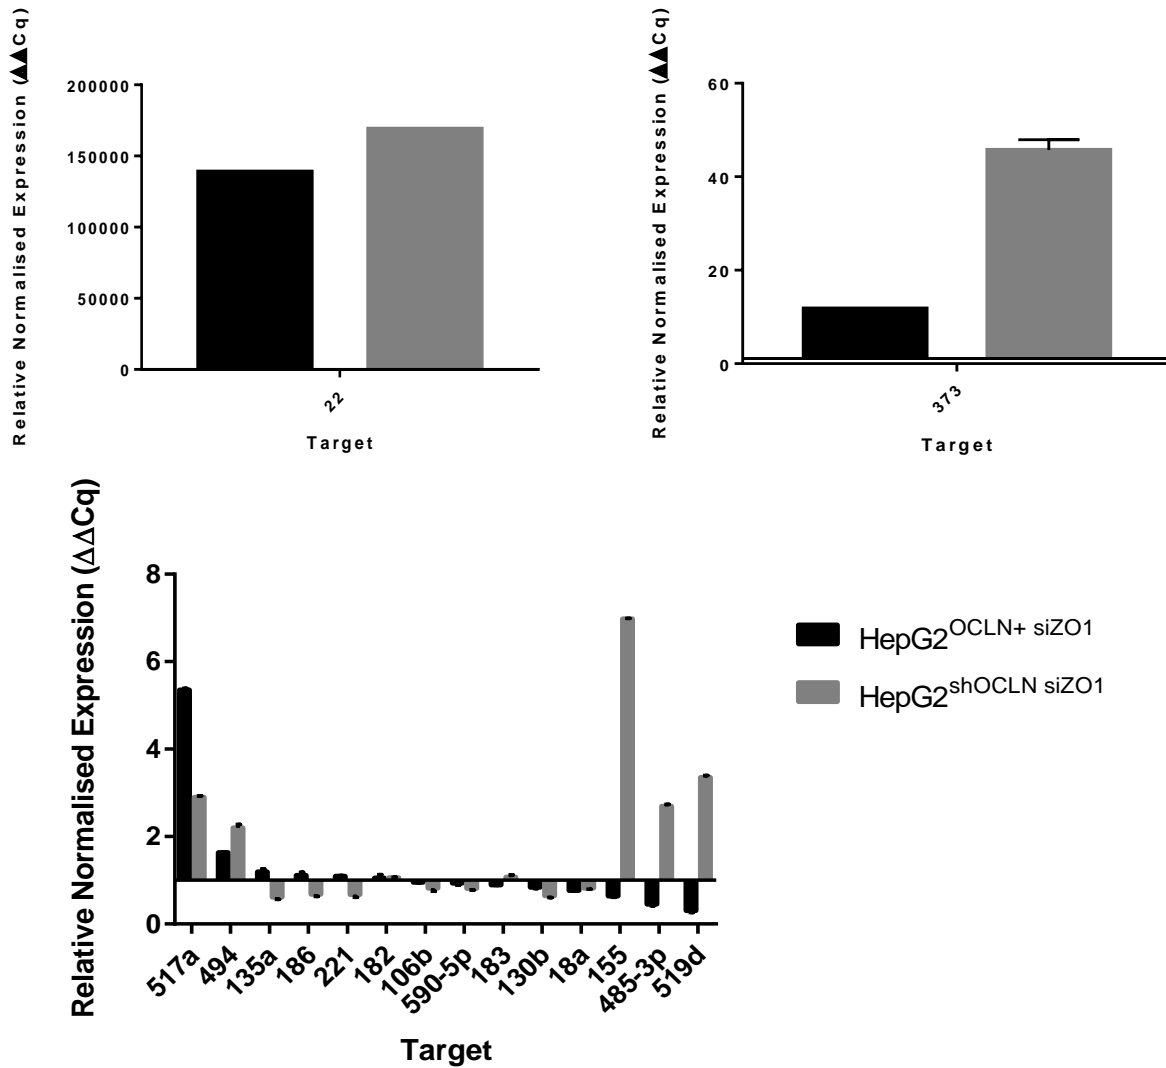 Relative Normalised Expression (▲▲Cq)
200000
150000
100000
50000
0
22
Target
Relative Normalised Expression (▲▲Cq)
60
40
20
0
373
Target
Relative Normalised Expression (ΔΔCq)
8
6
4
2
0
517a
494
135a
186
221
182
106b
590-5p
183
130b
18a
155
485-3p
519d
Target
HepG2OCLN+ siZO1
HepG2shOCLN siZO1